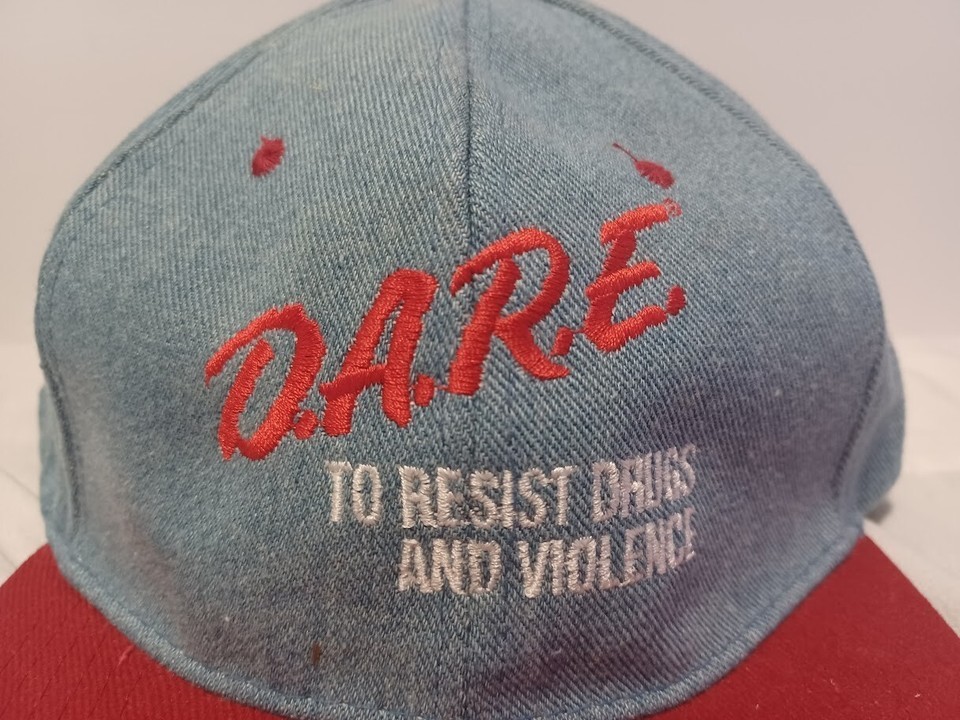 D.A.R.E.®
TO RESIST DRUGS
AND VIOLENCE